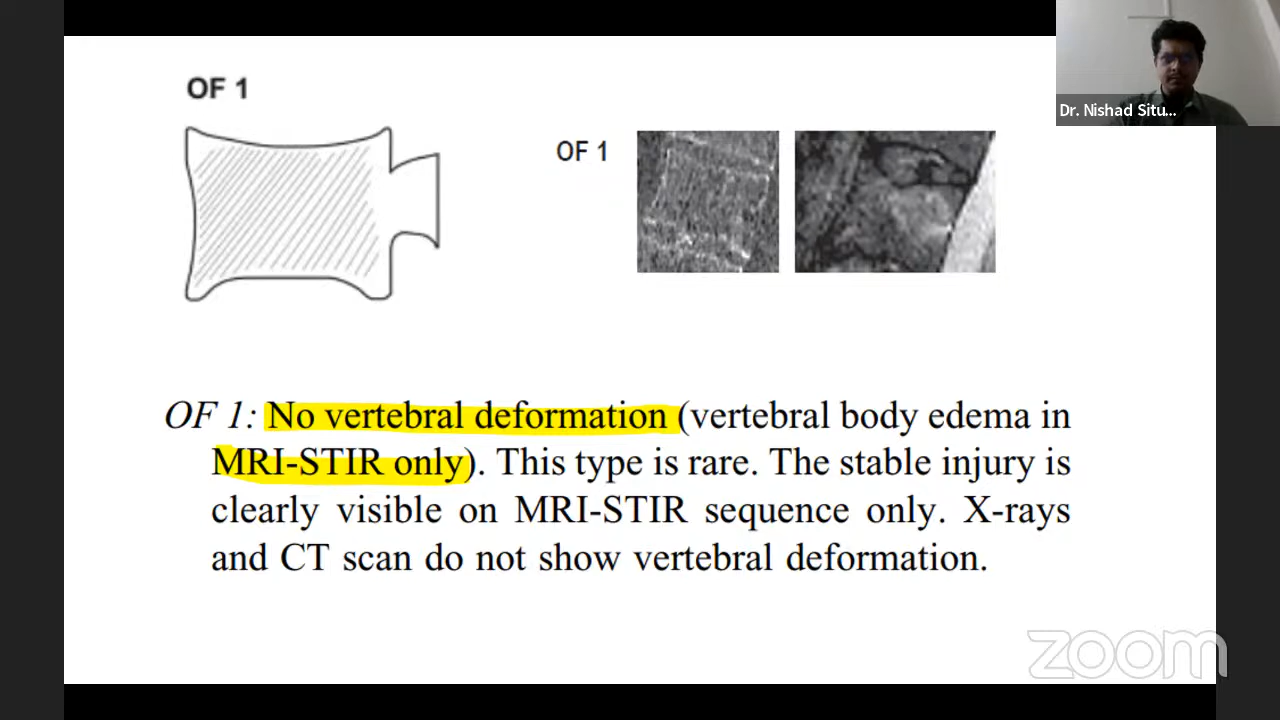 OF 1
OF 1
Dr. Nishad Situ...
OF 1: No vertebral deformation (vertebral body edema in
MRI-STIR only). This type is rare. The stable injury is
clearly visible on MRI-STIR sequence only. X-rays
and CT scan do not show vertebral deformation.
zoom